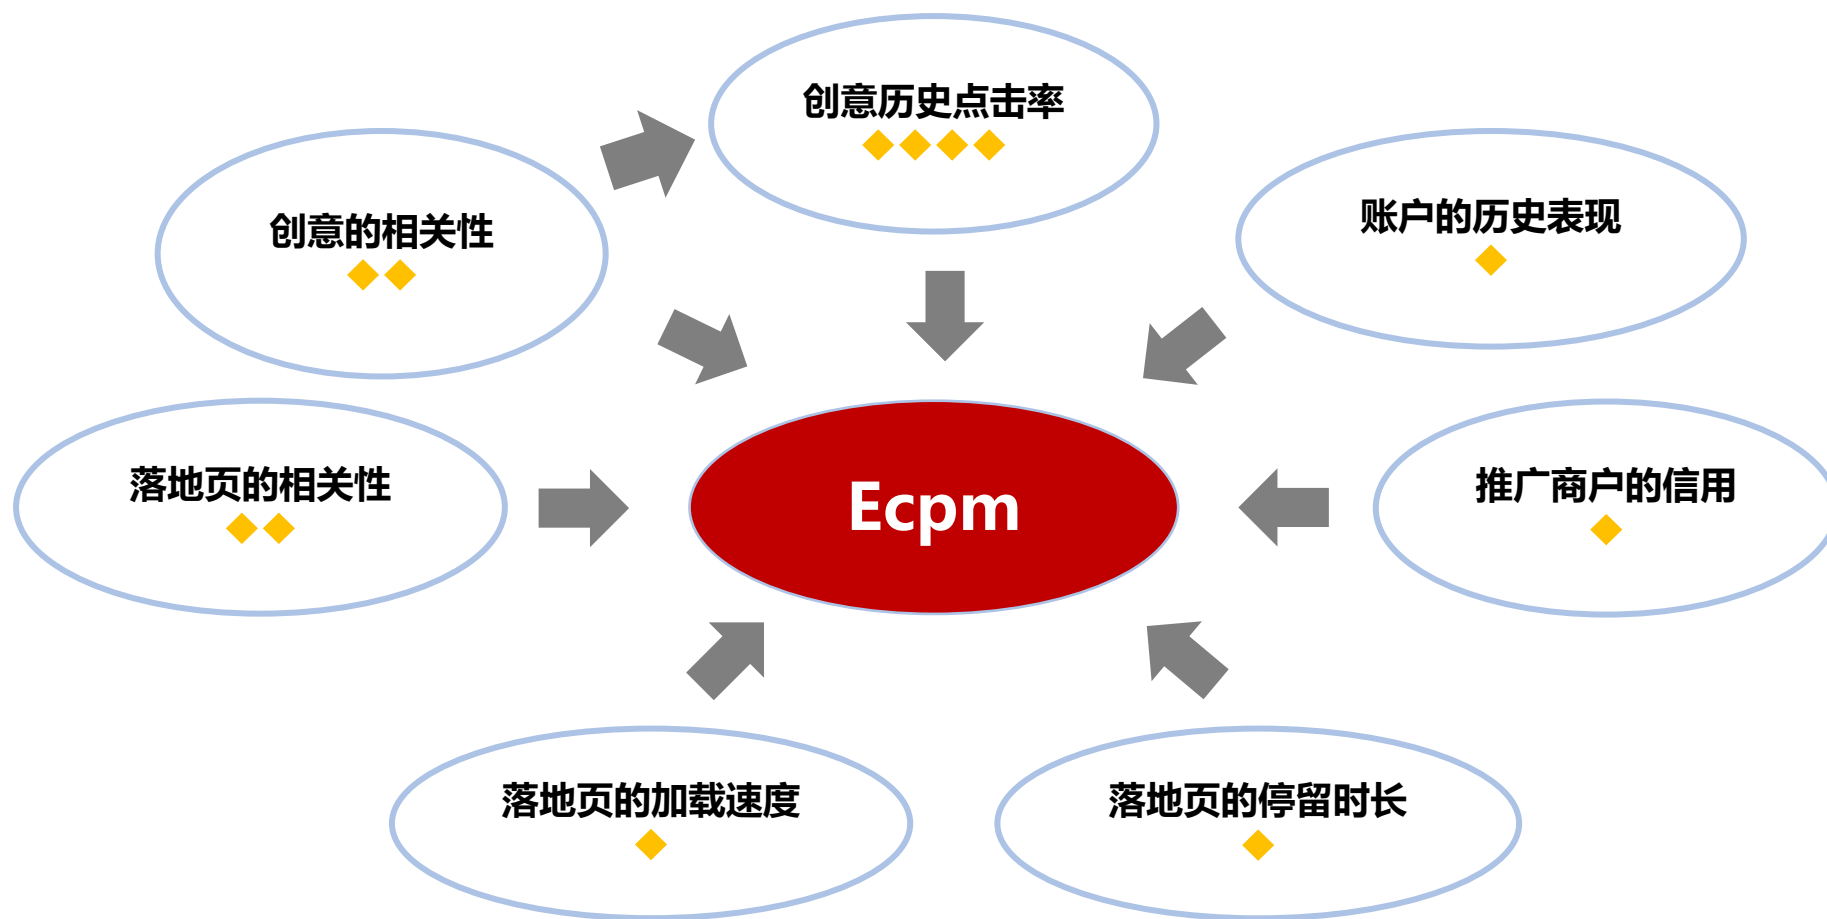 创意历史点击率
创意的相关性
账户的历史表现
落地页的相关性
Ecpm
推广商户的信用
落地页的加载速度
落地页的停留时长